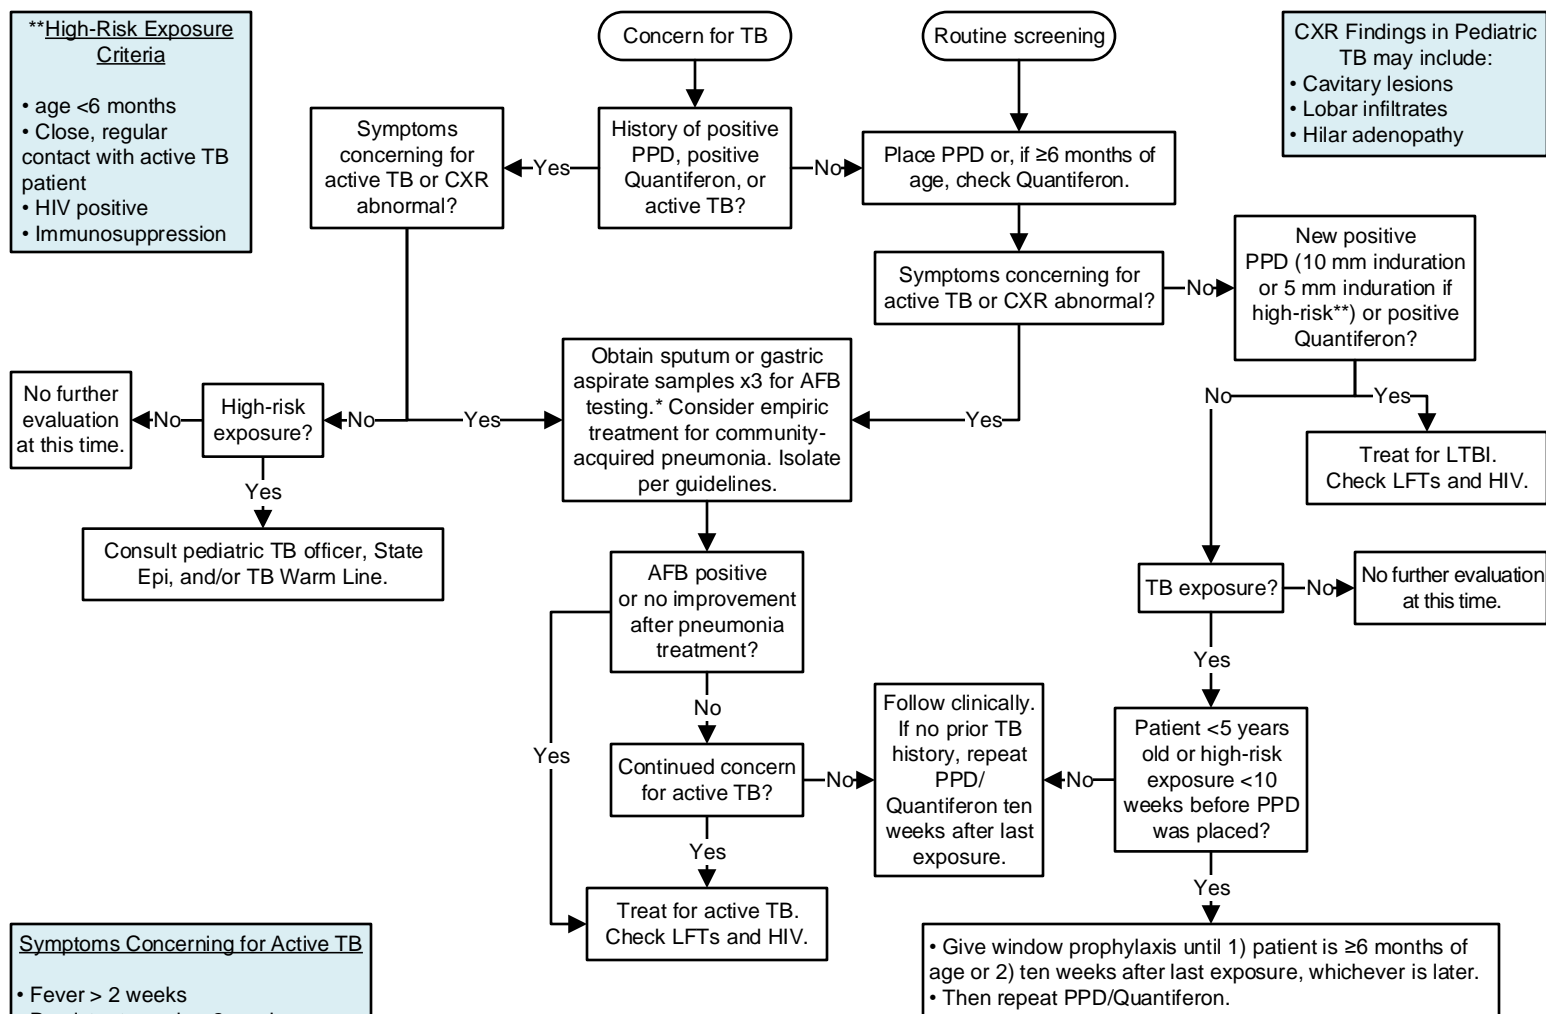 **High-Risk Exposure
Criteria
• age <6 months
• Close, regular
contact with active TB
patient
• HIV positive
• Immunosuppression
Concern for TB
Routine screening
CXR Findings in Pediatric
TB may include:
• Cavitary lesions
• Lobar infiltrates
• Hilar adenopathy
Symptoms
concerning for
active TB or CXR
abnormal?
Yes
History of positive
PPD, positive
Quantiferon, or
active TB?
No
Place PPD or, if ≥6 months of
age, check Quantiferon.
Symptoms concerning for
active TB or CXR abnormal?
No
New positive
PPD (10 mm induration
or 5 mm induration if
high-risk**) or positive
Quantiferon?
No further
evaluation
at this time.
No
High-risk
exposure?
No
Yes
Obtain sputum or gastric
aspirate samples x3 for AFB
testing.* Consider empiric
treatment for community-
acquired pneumonia. Isolate
per guidelines.
Yes
No
Yes
Treat for LTBI.
Check LFTs and HIV.
Yes
Consult pediatric TB officer, State
Epi, and/or TB Warm Line.
AFB positive
or no improvement
after pneumonia
treatment?
TB exposure?
No
No further evaluation
at this time.
Yes
No
Yes
Continued concern
for active TB?
No
Follow clinically.
If no prior TB
history, repeat
PPD/
Quantiferon ten
weeks after last
exposure.
No
Patient <5 years
old or high-risk
exposure <10
weeks before PPD
was placed?
Yes
Yes
Treat for active TB.
Check LFTs and HIV.
• Give window prophylaxis until 1) patient is ≥6 months of
age or 2) ten weeks after last exposure, whichever is later.
• Then repeat PPD/Quantiferon.
Symptoms Concerning for Active TB
• Fever > 2 weeks